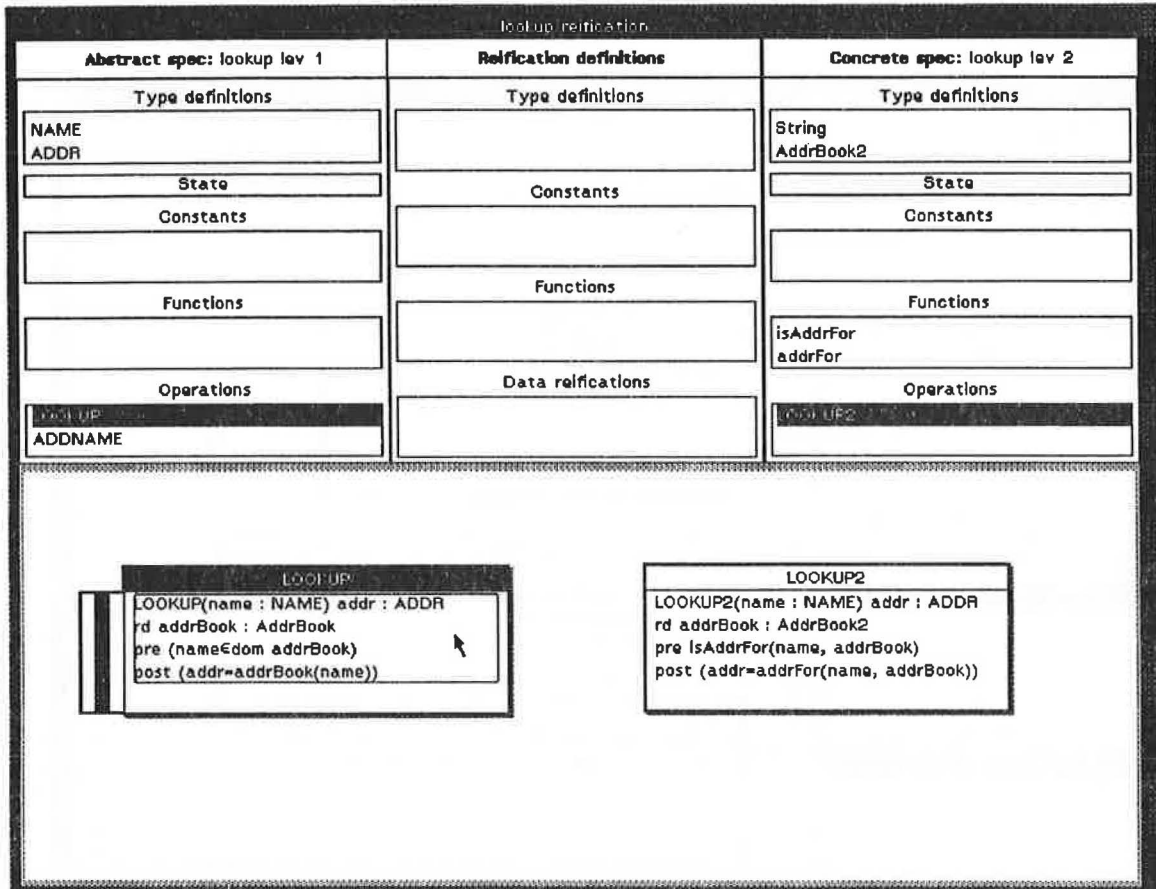 lookup reification
Abstract spec: lookup lev 1
Type definitions
NAME
ADDR
State
Constants
Functions
Operations
LOOKUP
ADDNAME
Reification definitions
Type definitions
Constants
Functions
Data reifications
Concrete spec: lookup lev 2
Type definitions
String
AddrBook2
State
Constants
Functions
isAddrFor
addrFor
Operations
LOOKUP2
LOOKUP
LOOKUP(name : NAME) addr : ADDR
rd addrBook : AddrBook
pre (name∈dom addrBook)
post (addr=addrBook(name))
LOOKUP2
LOOKUP2(name : NAME) addr : ADDR
rd addrBook : AddrBook2
pre isAddrFor(name, addrBook)
post (addr=addrFor(name, addrBook))